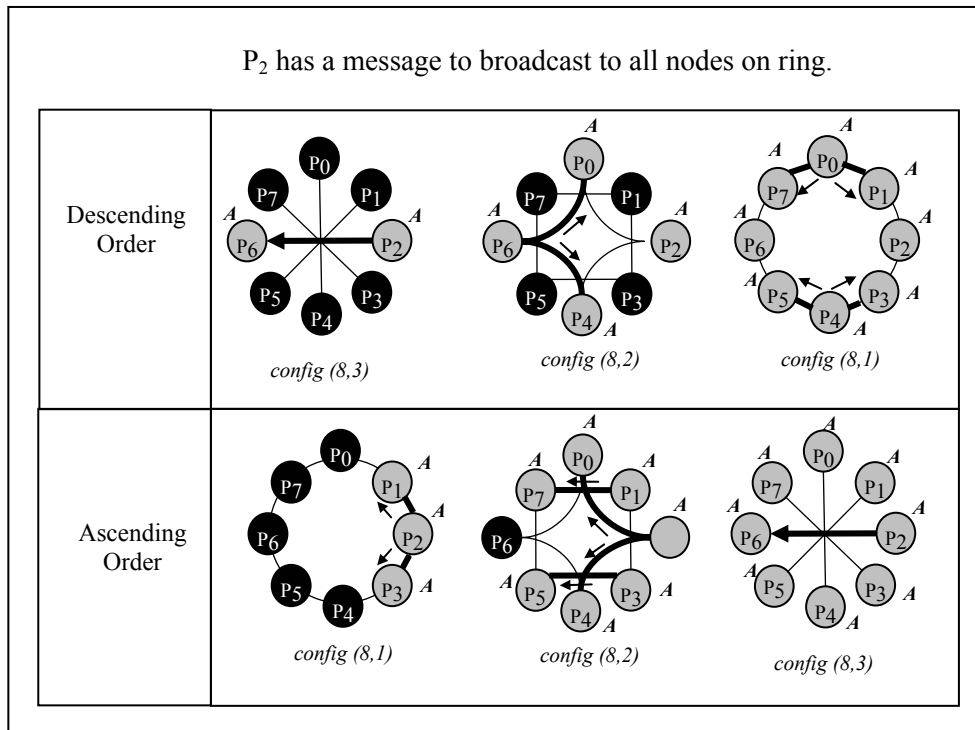 P2 has a message to broadcast to all nodes on ring.
Descending
Order
P0
P7 P1
A A
P6 P2
P5 P3
P4
config (8,3)
A
P0
P7 P1
A A
P6 P2
P5 P3
P4 A
config (8,2)
A
A P0 A
P7 P1
A A
P6 P2
A P5 P3 A
P4
A
config (8,1)
Ascending
Order
P0
P7 P1 A
P6 P2 A
P5 P3 A
P4
config (8,1)
A
A P0 A
P7 P1
P6 A
A P5 P3 A
P4
A
config (8,2)
A
A P0 A
P7 P1
A A
P6 P2
A P5 P3 A
P4 A
config (8,3)